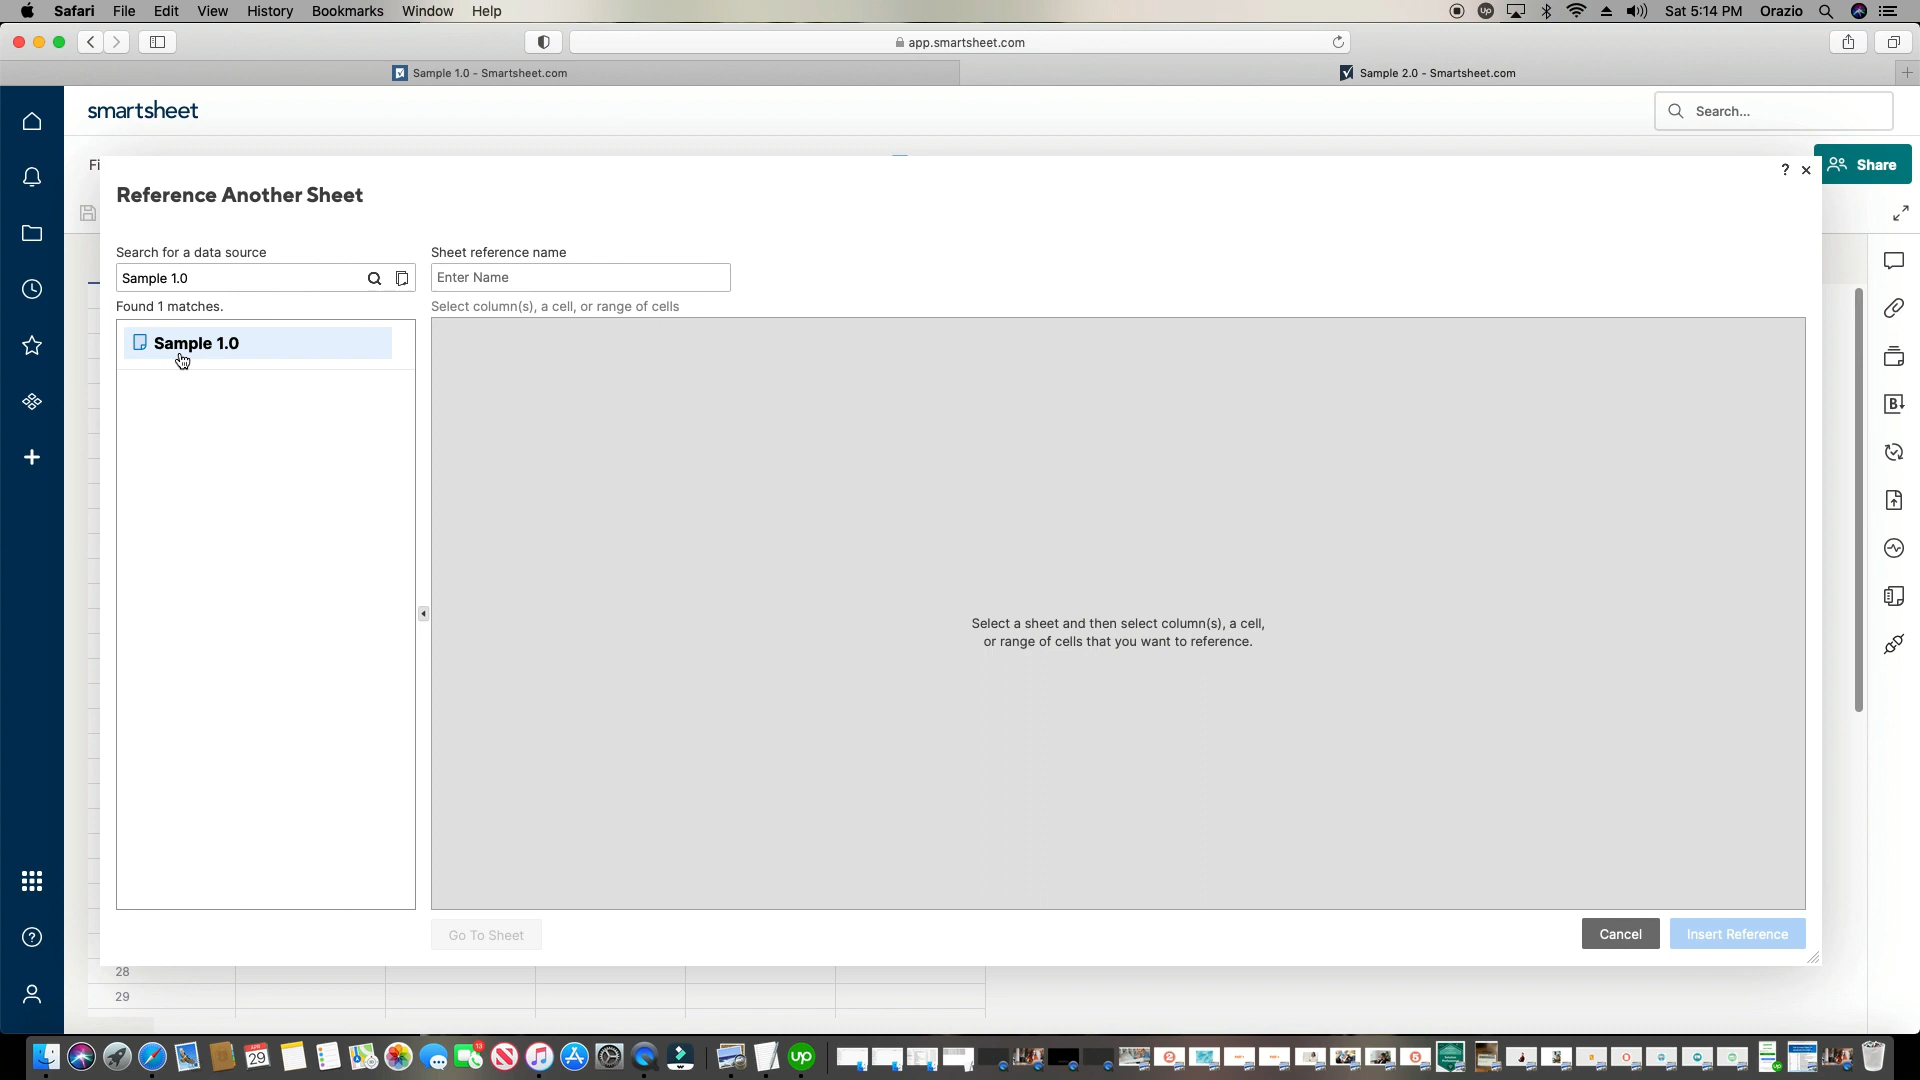 Safari File Edit View History Bookmarks Window Help Sat 5:14 PM Orazio
app.smartsheet.com
Sample 1.0 - Smartsheet.com
Sample 2.0 - Smartsheet.com
smartsheet
Search...
Fi
Share
Reference Another Sheet
Search for a data source
Sheet reference name
Sample 1.0
Enter Name
Found 1 matches.
Select column(s), a cell, or range of cells
Sample 1.0
Select a sheet and then select column(s), a cell,
or range of cells that you want to reference.
Go To Sheet
Cancel
Insert Reference
28
29